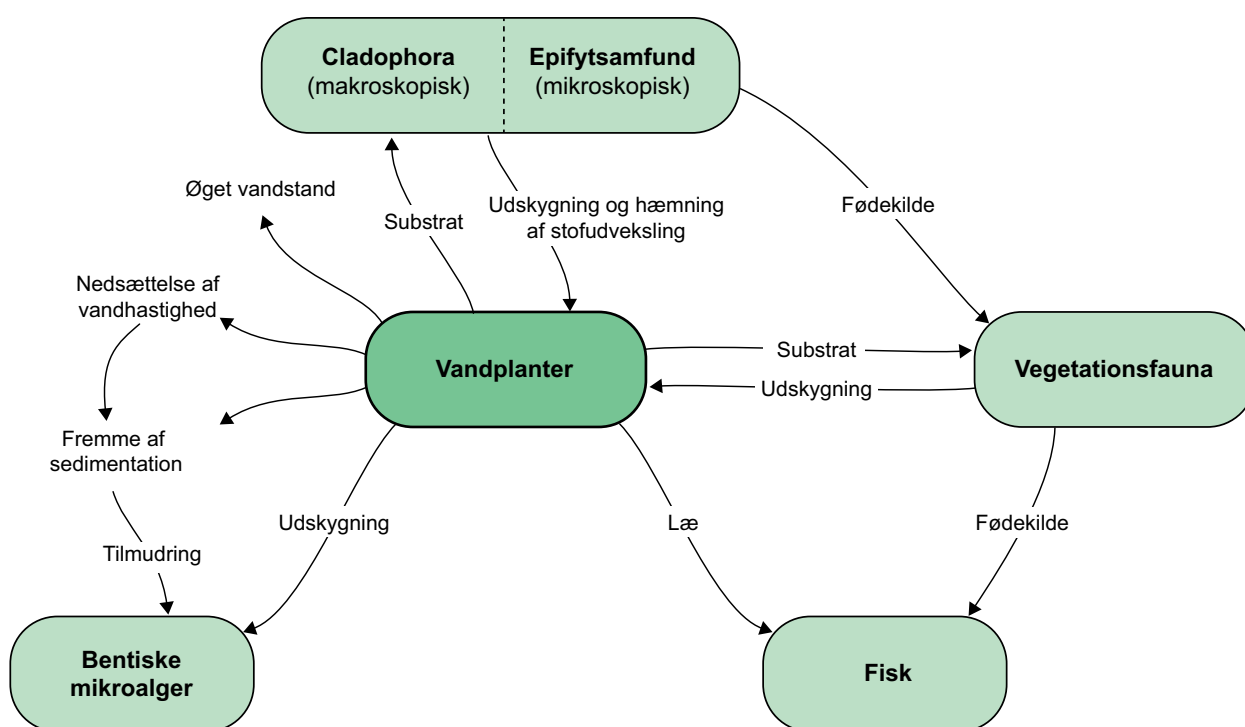 Cladophora
(makroskopisk)
Epifytsamfund
(mikroskopisk)
Øget vandstand
Substrat
Udskygning og hæmning
af stofudveksling
Fødekilde
Nedsættelse af
vandhastighed
Vandplanter
Substrat
Udskygning
Vegetationsfauna
Fremme af
sedimentation
Tilmudring
Udskygning
Læ
Fødekilde
Bentiske
mikroalger
Fisk